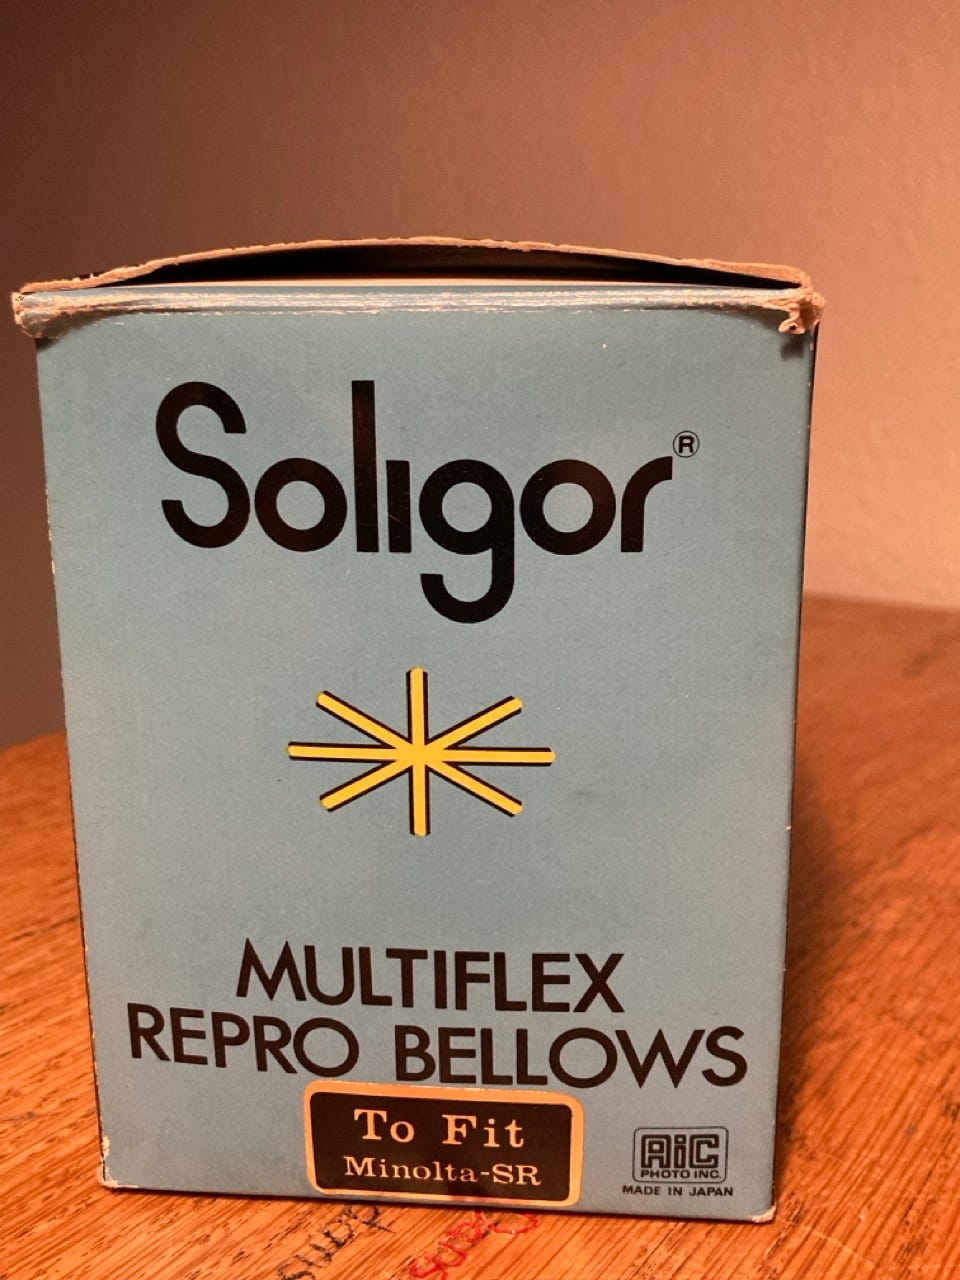 Soligor®
MULTIFLEX
REPRO BELLOWS
To Fit
Minolta-SR
AiC
PHOTO INC.
MADE IN JAPAN